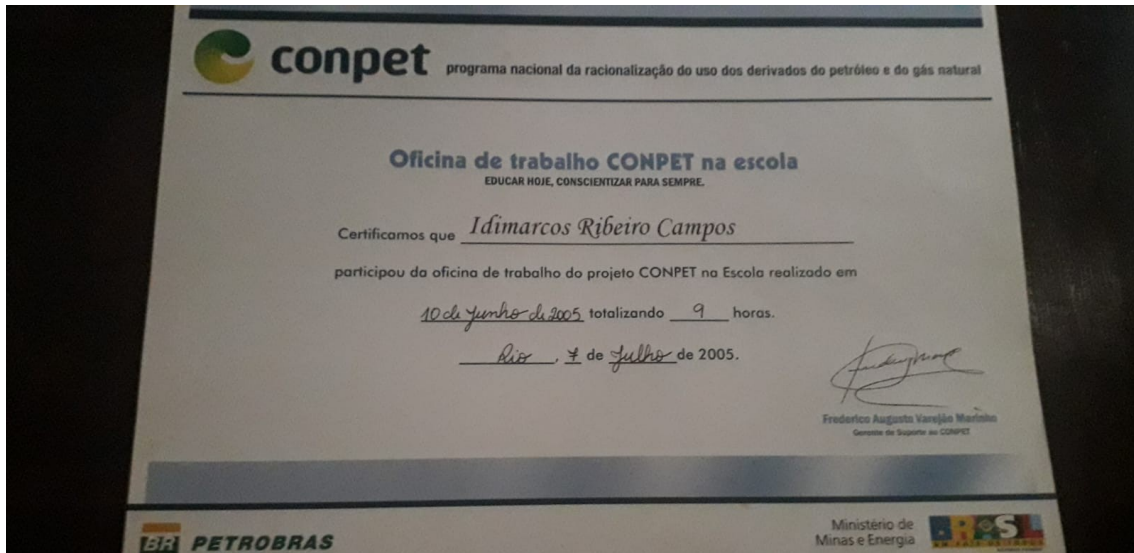 conpet programa nacional da racionalização do uso dos derivados do petróleo e do gás natural
Oficina de trabalho CONPET na escola
EDUCAR HOJE, CONSCIENTIZAR PARA SEMPRE.
Certificamos que Idimarcos Ribeiro Campos
participou da oficina de trabalho do projeto CONPET na Escola realizado em
10 de Junho de 2005 totalizando 9 horas.
Rio, 7 de Julho de 2005.
Frederico Augusto Varejão Marinho
Gerente de Suporte ao CONPET
BR PETROBRAS
Ministério de
Minas e Energia
BRASIL